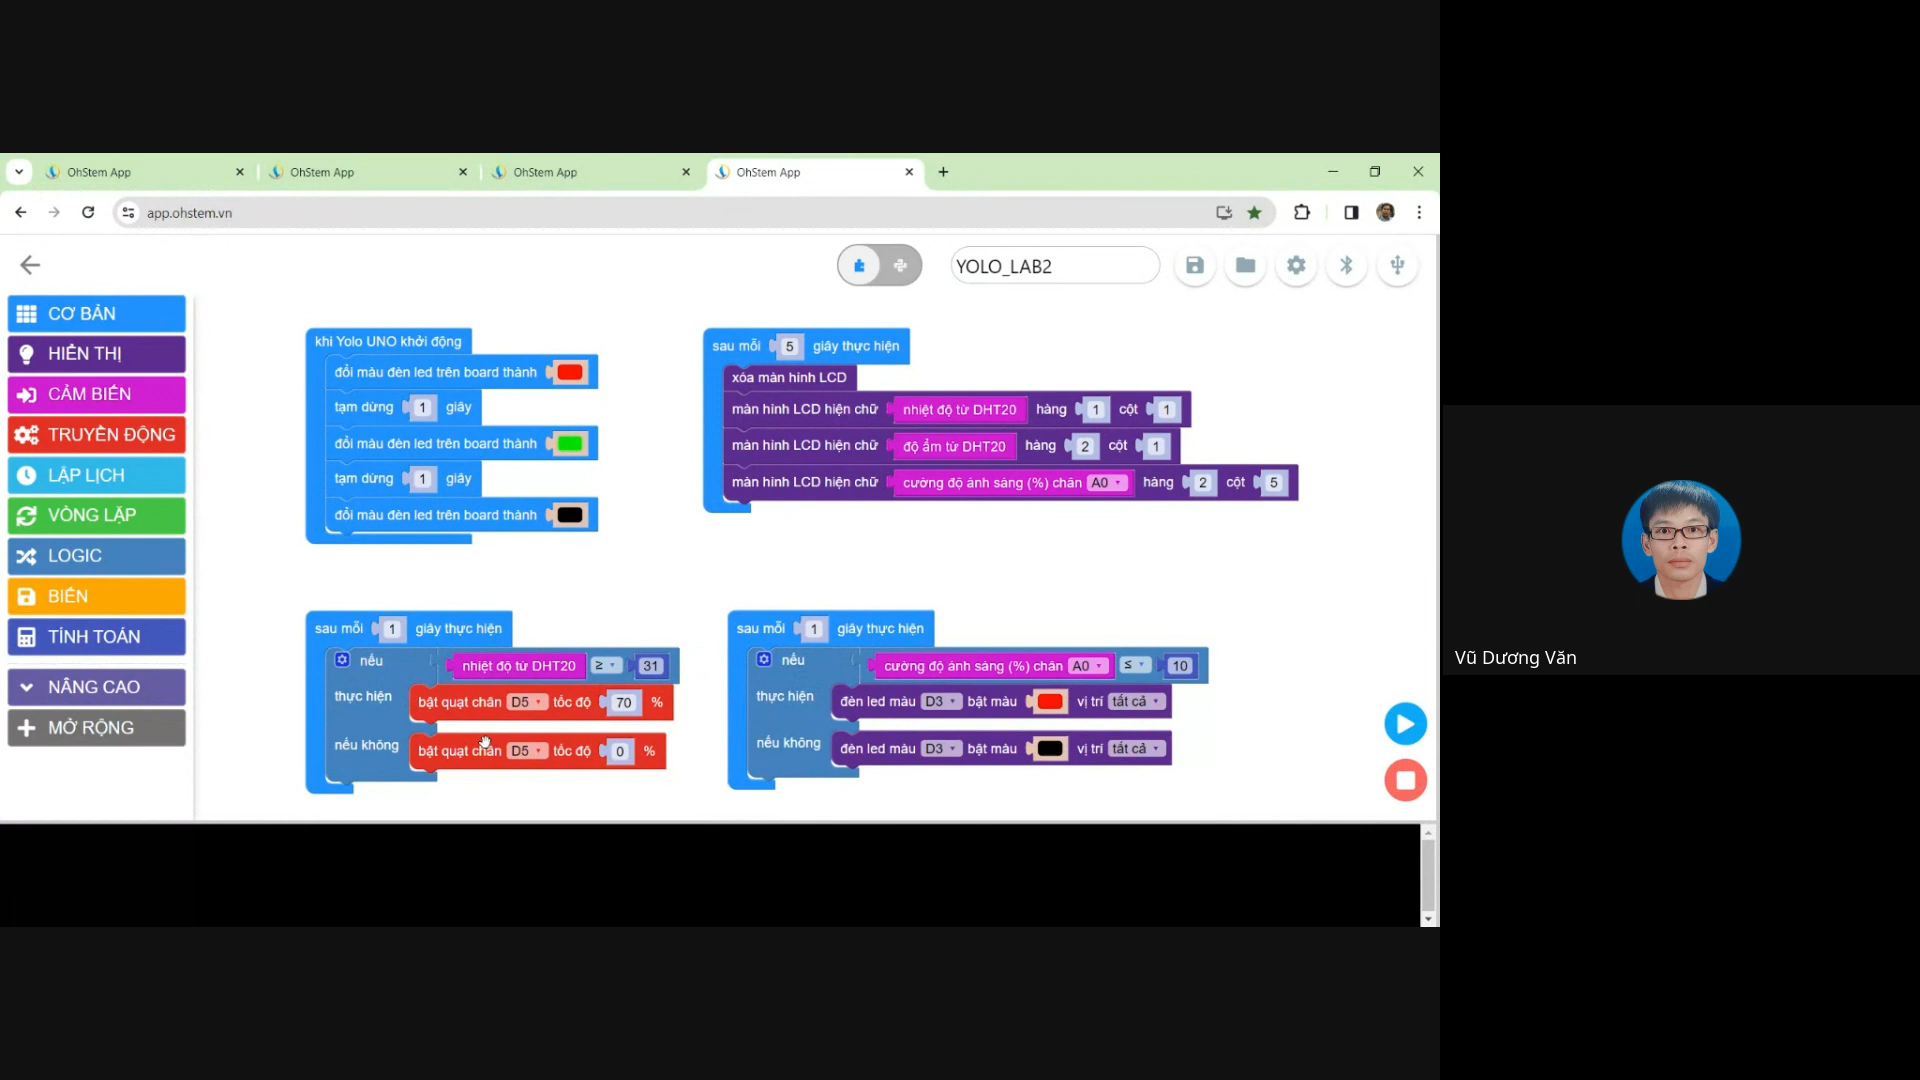 OhStem App
OhStem App
OhStem App
OhStem App
app.ohstem.vn
YOLO_LAB2
CƠ BẢN
HIỂN THỊ
CẢM BIẾN
TRUYỀN ĐỘNG
LẬP LỊCH
VÒNG LẶP
LOGIC
BIẾN
TÍNH TOÁN
NÂNG CAO
MỞ RỘNG
khi Yolo UNO khởi động
đổi màu đèn led trên board thành
tạm dừng 1 giây
đổi màu đèn led trên board thành
tạm dừng 1 giây
đổi màu đèn led trên board thành
sau mỗi 5 giây thực hiện
xóa màn hình LCD
màn hình LCD hiện chữ nhiệt độ từ DHT20 hàng 1 cột 1
màn hình LCD hiện chữ độ ẩm từ DHT20 hàng 2 cột 1
màn hình LCD hiện chữ cường độ ánh sáng (%) chân A0 hàng 2 cột 5
sau mỗi 1 giây thực hiện
nếu nhiệt độ từ DHT20 ≥ 31
thực hiện bật quạt chân D5 tốc độ 70 %
nếu không bật quạt chân D5 tốc độ 0 %
sau mỗi 1 giây thực hiện
nếu cường độ ánh sáng (%) chân A0 ≤ 10
thực hiện đèn led màu D3 bật màu vị trí tất cả
nếu không đèn led màu D3 bật màu vị trí tất cả
Vũ Dương Văn